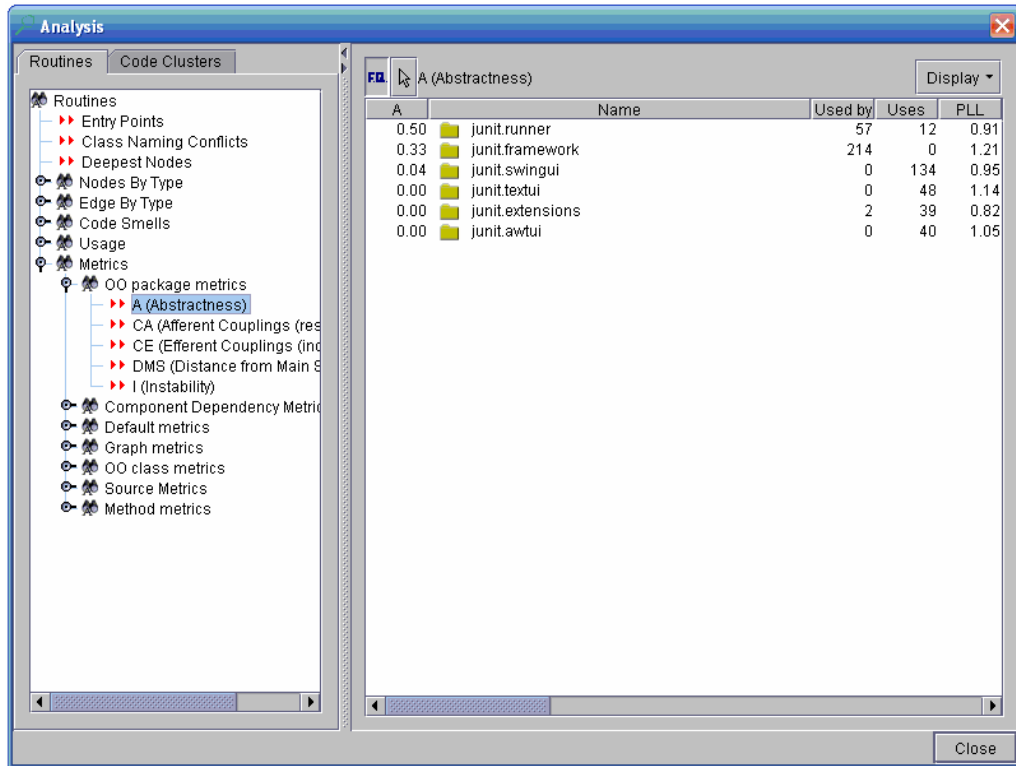 Analysis
Routines Code Clusters
Routines
Entry Points
Class Naming Conflicts
Deepest Nodes
Nodes By Type
Edge By Type
Code Smells
Usage
Metrics
OO package metrics
A (Abstractness)
CA (Afferent Couplings (res
CE (Efferent Couplings (inc
DMS (Distance from Main S
I (Instability)
Component Dependency Metric
Default metrics
Graph metrics
OO class metrics
Source Metrics
Method metrics
F.Q. A (Abstractness) Display
A Name Used by Uses PLL
0.50 junit.runner 57 12 0.91
0.33 junit.framework 214 0 1.21
0.04 junit.swingui 0 134 0.95
0.00 junit.textui 0 48 1.14
0.00 junit.extensions 2 39 0.82
0.00 junit.awtui 0 40 1.05
Close